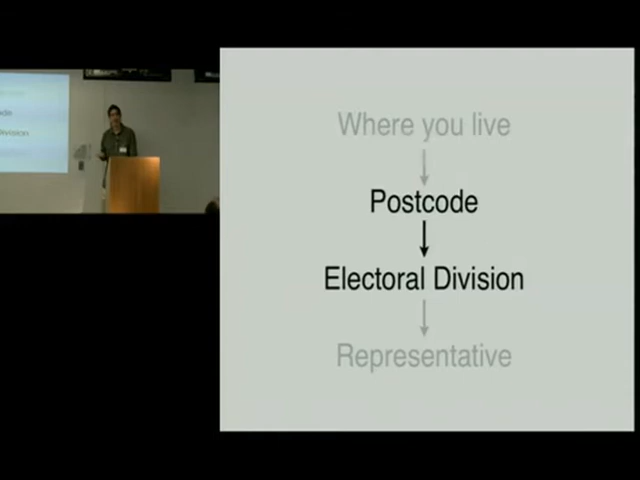 Where you live
Postcode
Electoral Division
Representative